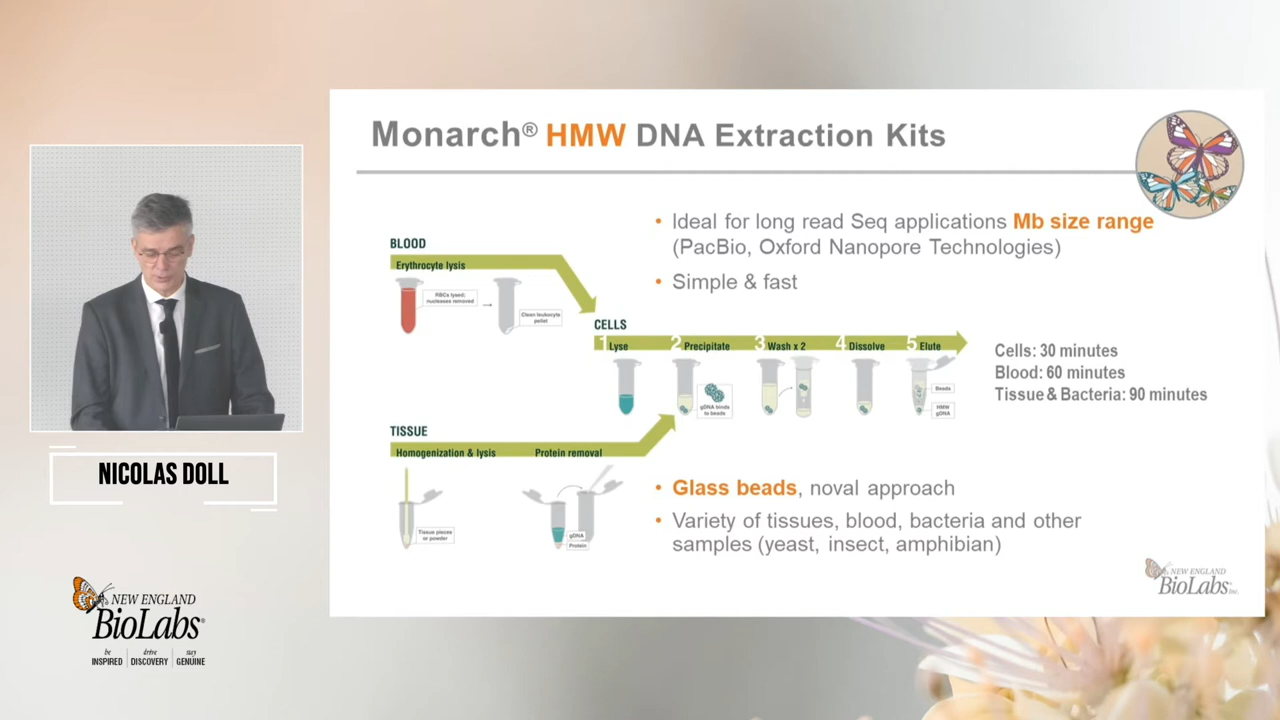 Monarch® HMW DNA Extraction Kits
• Ideal for long read Seq applications Mb size range
(PacBio, Oxford Nanopore Technologies)
• Simple & fast
BLOOD
Erythrocyte lysis
RBCs lysed;
nucleases removed
Clean leukocyte
pellet
CELLS
1 Lyse 2 Precipitate 3 Wash x 2 4 Dissolve 5 Elute
gDNA binds
to beads
Beads
HMW
gDNA
Cells: 30 minutes
Blood: 60 minutes
Tissue & Bacteria: 90 minutes
TISSUE
Homogenization & lysis Protein removal
Tissue pieces
or powder
gDNA
Protein
• Glass beads, noval approach
• Variety of tissues, blood, bacteria and other
samples (yeast, insect, amphibian)
NEW ENGLAND
BioLabs Inc.
NICOLAS DOLL
NEW ENGLAND
BioLabs®
be INSPIRED drive DISCOVERY stay GENUINE